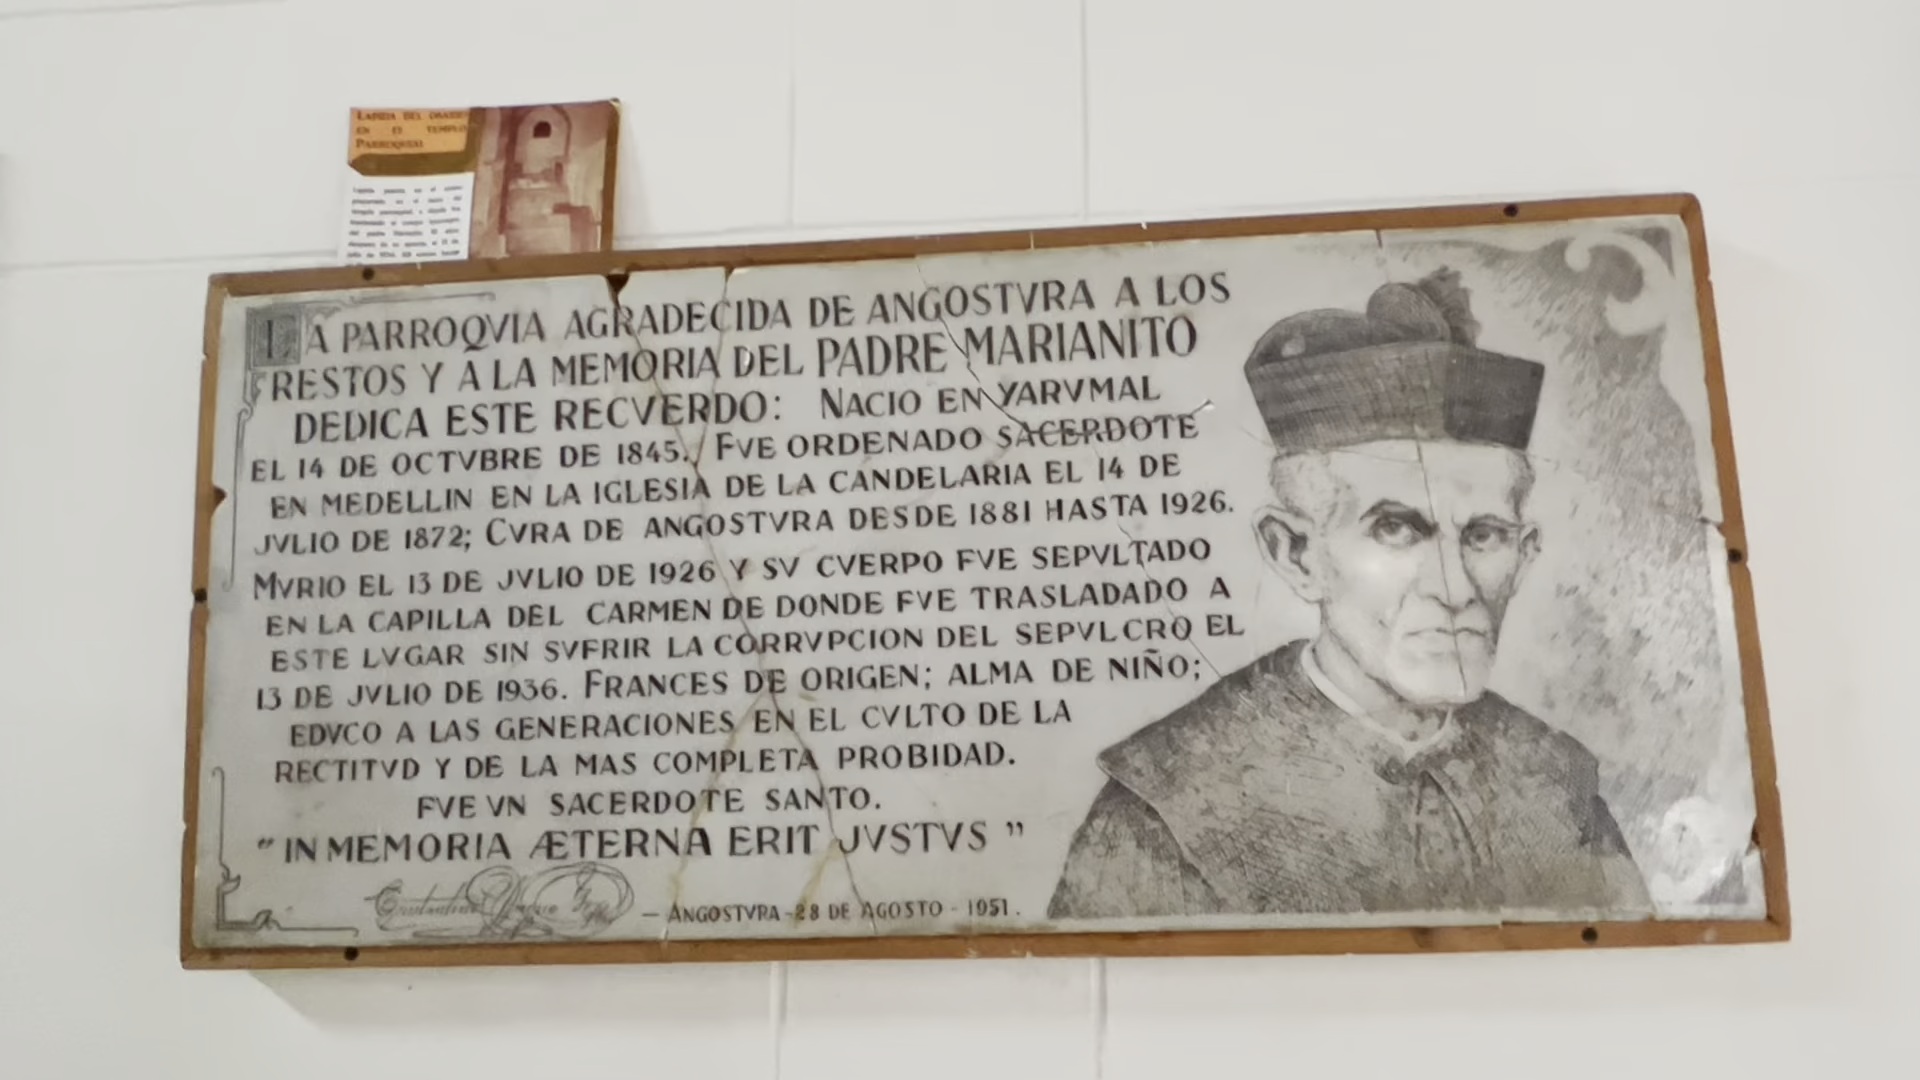 LAPIDA DEL
EN EL TEMPLO
PARROQUIAL
LA PARROQVIA AGRADECIDA DE ANGOSTVRA A LOS
RESTOS Y A LA MEMORIA DEL PADRE MARIANITO
DEDICA ESTE RECVERDO: NACIO EN YARVMAL
EL 14 DE OCTVBRE DE 1845. FVE ORDENADO SACERDOTE
EN MEDELLIN EN LA IGLESIA DE LA CANDELARIA EL 14 DE
JVLIO DE 1872; CVRA DE ANGOSTVRA DESDE 1881 HASTA 1926.
MVRIO EL 13 DE JVLIO DE 1926 Y SV CVERPO FVE SEPVLTADO
EN LA CAPILLA DEL CARMEN DE DONDE FVE TRASLADADO A
ESTE LVGAR SIN SVFRIR LA CORRVPCION DEL SEPVLCRO EL
13 DE JVLIO DE 1936. FRANCES DE ORIGEN; ALMA DE NIÑO;
EDVCO A LAS GENERACIONES EN EL CVLTO DE LA
RECTITVD Y DE LA MAS COMPLETA PROBIDAD.
FVE VN SACERDOTE SANTO.
"IN MEMORIA ÆTERNA ERIT JVSTVS"
- ANGOSTVRA - 28 DE AGOSTO - 1951.